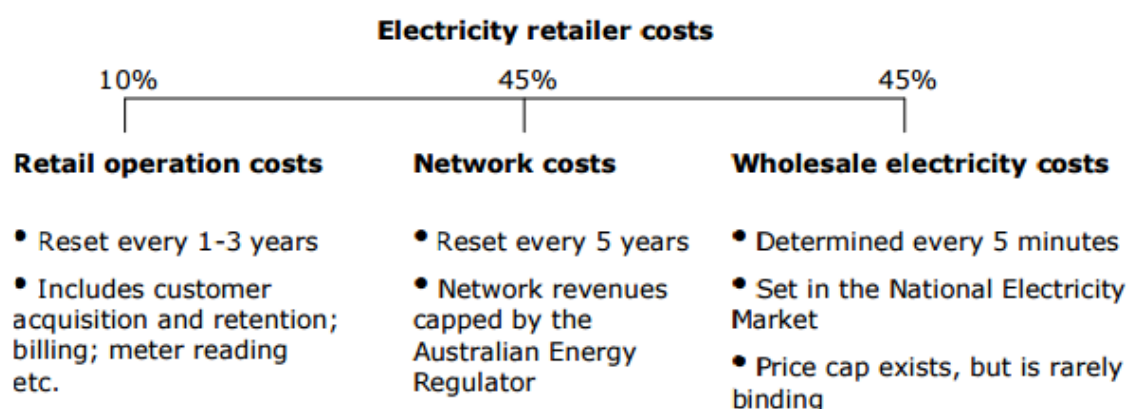 Electricity retailer costs
10% 45% 45%
Retail operation costs
• Reset every 1-3 years
• Includes customer
acquisition and retention;
billing; meter reading
etc.
Network costs
• Reset every 5 years
• Network revenues
capped by the
Australian Energy
Regulator
Wholesale electricity costs
• Determined every 5 minutes
• Set in the National Electricity
Market
• Price cap exists, but is rarely
binding